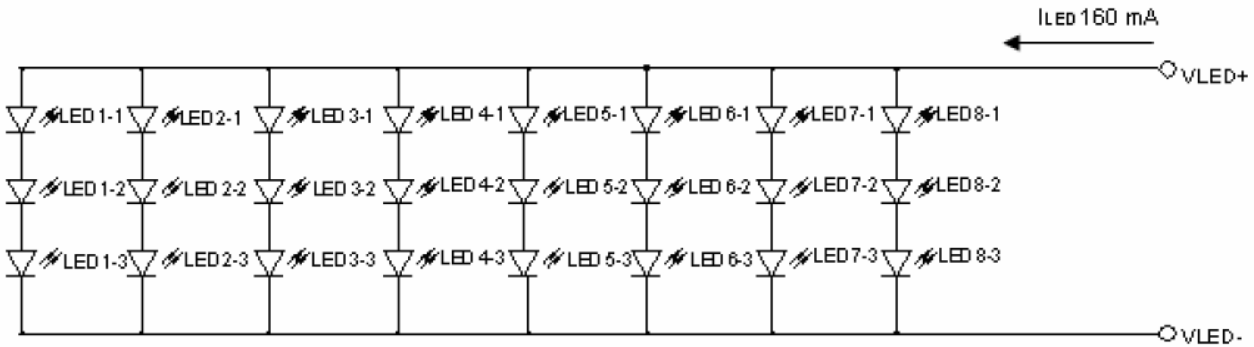 ILED 160 mA
VLED+
LED 1-1 LED 2-1 LED 3-1 LED 4-1 LED 5-1 LED 6-1 LED 7-1 LED 8-1
LED 1-2 LED 2-2 LED 3-2 LED 4-2 LED 5-2 LED 6-2 LED 7-2 LED 8-2
LED 1-3 LED 2-3 LED 3-3 LED 4-3 LED 5-3 LED 6-3 LED 7-3 LED 8-3
VLED-